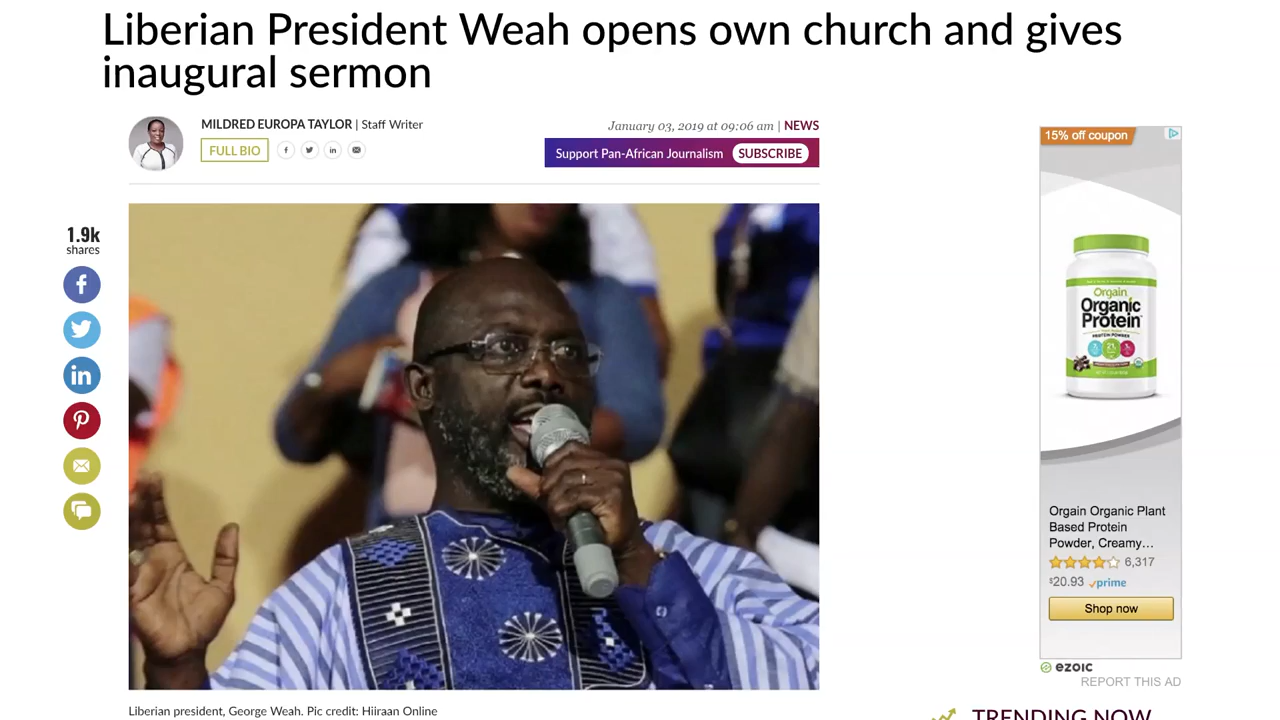 Liberian President Weah opens own church and gives
inaugural sermon
MILDRED EUROPA TAYLOR | Staff Writer
FULL BIO
January 03, 2019 at 09:06 am | NEWS
Support Pan-African Journalism SUBSCRIBE
1.9k
shares
Liberian president, George Weah. Pic credit: Hiiraan Online
15% off coupon
Orgain
Organic
Protein
PROTEIN POWDER
21
Orgain Organic Plant
Based Protein
Powder, Creamy...
6,317
$20.93 prime
Shop now
ezoic
REPORT THIS AD
TRENDING NOW